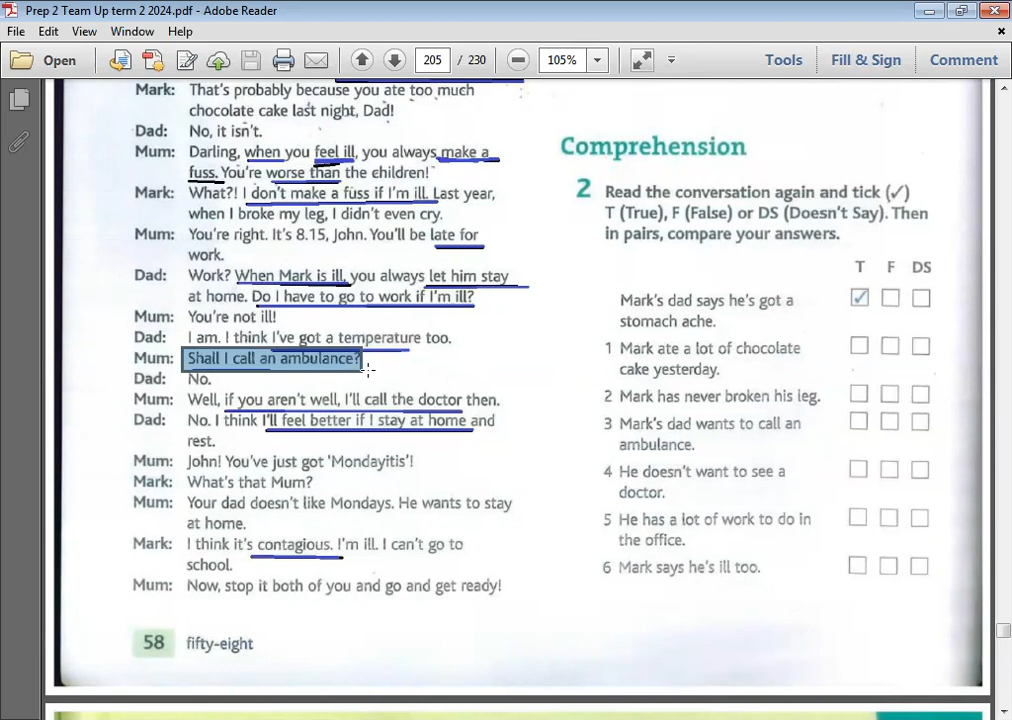 Prep 2 Team Up term 2 2024.pdf - Adobe Reader
File Edit View Window Help
Open 205 / 230 105% Tools Fill & Sign Comment
Mark: That's probably because you ate too much
chocolate cake last night, Dad!
Dad: No, it isn't.
Mum: Darling, when you feel ill, you always make a
fuss. You're worse than the children!
Mark: What?! I don't make a fuss if I'm ill. Last year,
when I broke my leg, I didn't even cry.
Mum: You're right. It's 8.15, John. You'll be late for
work.
Dad: Work? When Mark is ill, you always let him stay
at home. Do I have to go to work if I'm ill?
Mum: You're not ill!
Dad: I am. I think I've got a temperature too.
Mum: Shall I call an ambulance?
Dad: No.
Mum: Well, if you aren't well, I'll call the doctor then.
Dad: No. I think I'll feel better if I stay at home and
rest.
Mum: John! You've just got 'Mondayitis'!
Mark: What's that Mum?
Mum: Your dad doesn't like Mondays. He wants to stay
at home.
Mark: I think it's contagious. I'm ill. I can't go to
school.
Mum: Now, stop it both of you and go and get ready!
58 fifty-eight
Comprehension
2 Read the conversation again and tick (✓)
T (True), F (False) or DS (Doesn't Say). Then
in pairs, compare your answers.
T F DS
Mark's dad says he's got a
stomach ache.
1 Mark ate a lot of chocolate
cake yesterday.
2 Mark has never broken his leg.
3 Mark's dad wants to call an
ambulance.
4 He doesn't want to see a
doctor.
5 He has a lot of work to do in
the office.
6 Mark says he's ill too.